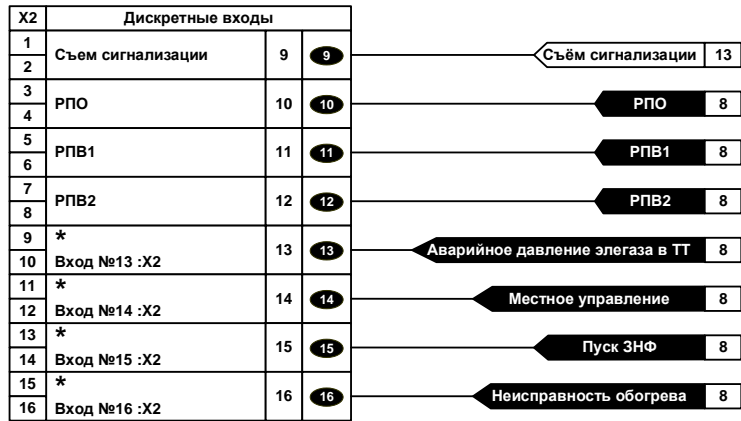 X2 Дискретные входы
1 Съем сигнализации 9 9 Съём сигнализации 13
2
3 РПО 10 10 РПО 8
4
5 РПВ1 11 11 РПВ1 8
6
7 РПВ2 12 12 РПВ2 8
8
9 * 13 13 Аварийное давление элегаза в ТТ 8
10 Вход №13 :X2
11 * 14 14 Местное управление 8
12 Вход №14 :X2
13 * 15 15 Пуск ЗНФ 8
14 Вход №15 :X2
15 * 16 16 Неисправность обогрева 8
16 Вход №16 :X2